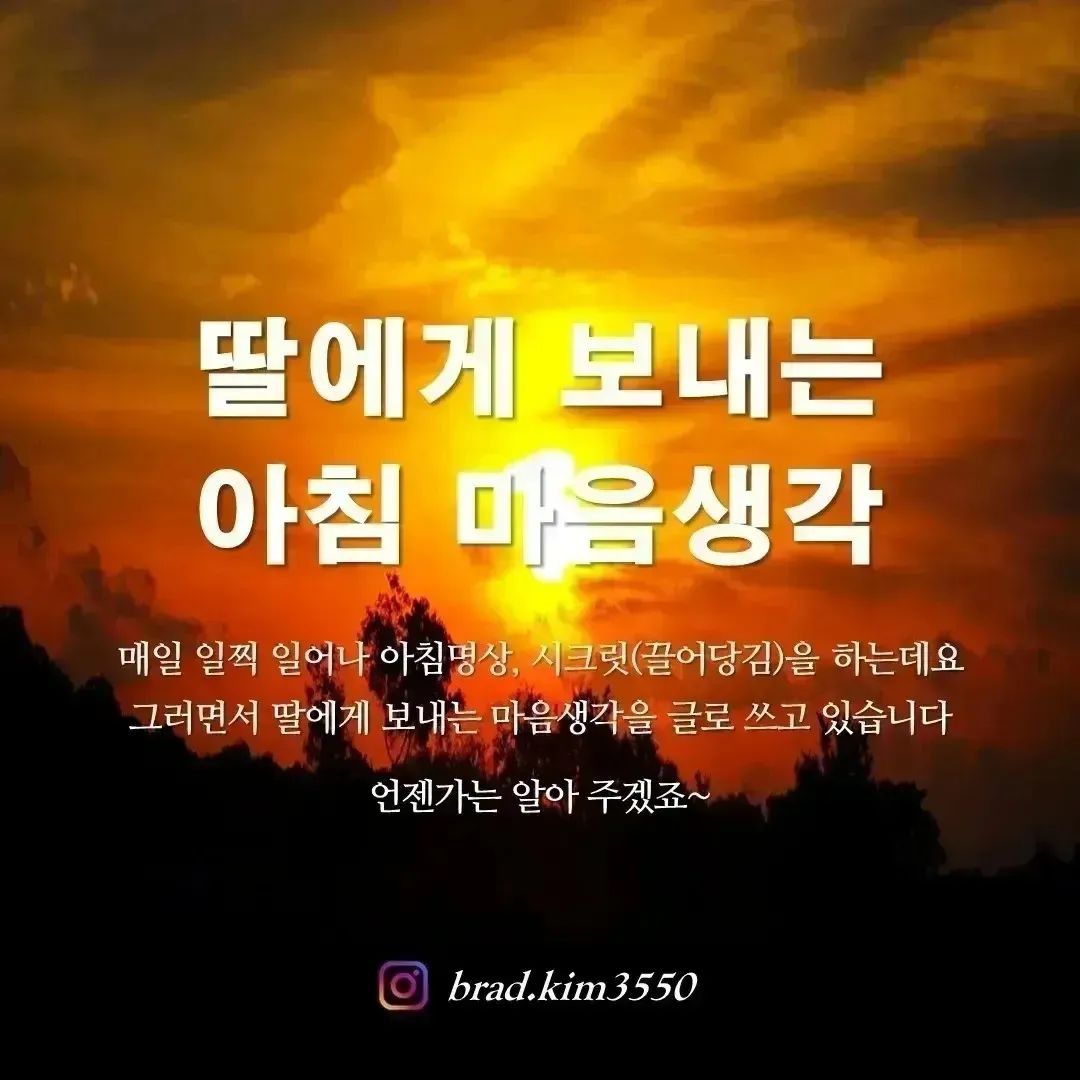 딸에게 보내는
아침 마음생각
매일 일찍 일어나 아침명상, 시크릿(끌어당김)을 하는데요
그러면서 딸에게 보내는 마음생각을 글로 쓰고 있습니다
언젠가는 알아 주겠죠~
brad.kim3550